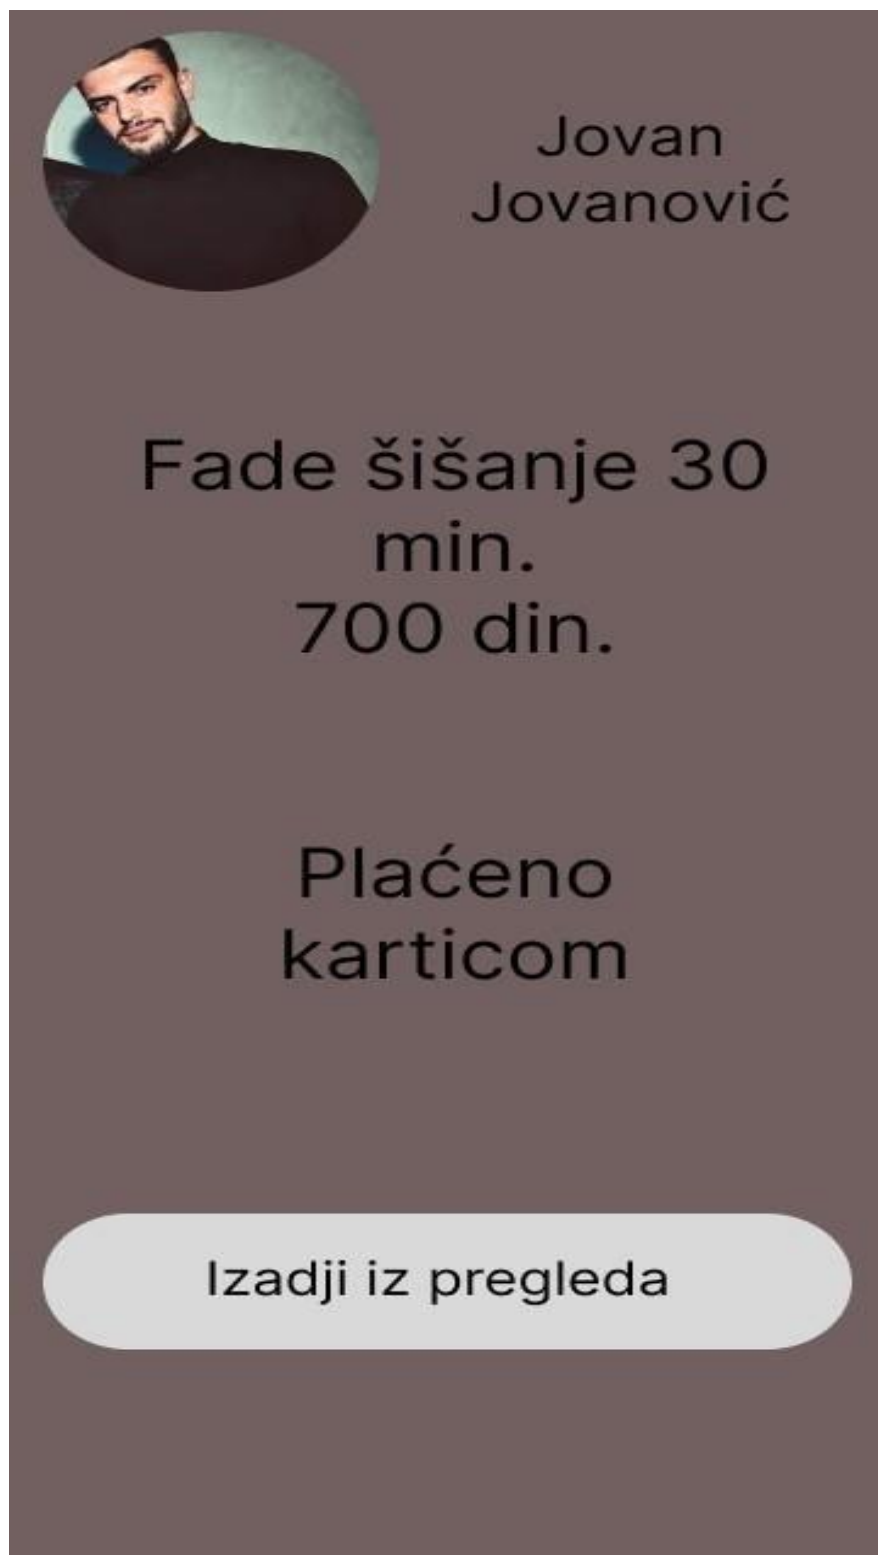 Jovan
Jovanović
Fade šišanje 30
min.
700 din.
Plaćeno
karticom
Izadji iz pregleda